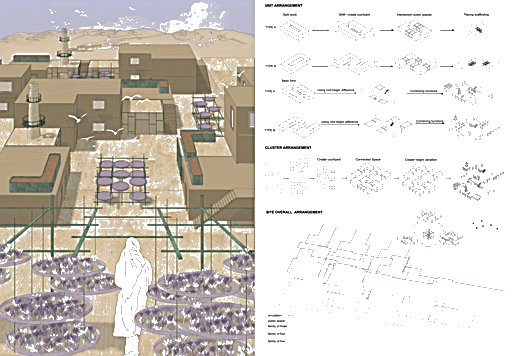 UNIT ARRANGEMENT
Split small
Shift-create courtyard
Intersection-public spaces
Placing scaffolding
TYPE A
TYPE B
Basic form
Using roof height difference
Combining functions
TYPE A
Using roof height difference
Combining functions
TYPE B
CLUSTER ARRANGEMENT
Create courtyard
Connected Space
Create height variation
SITE OVERALL ARRANGEMENT
circulation
public space
family of three
family of four
family of five